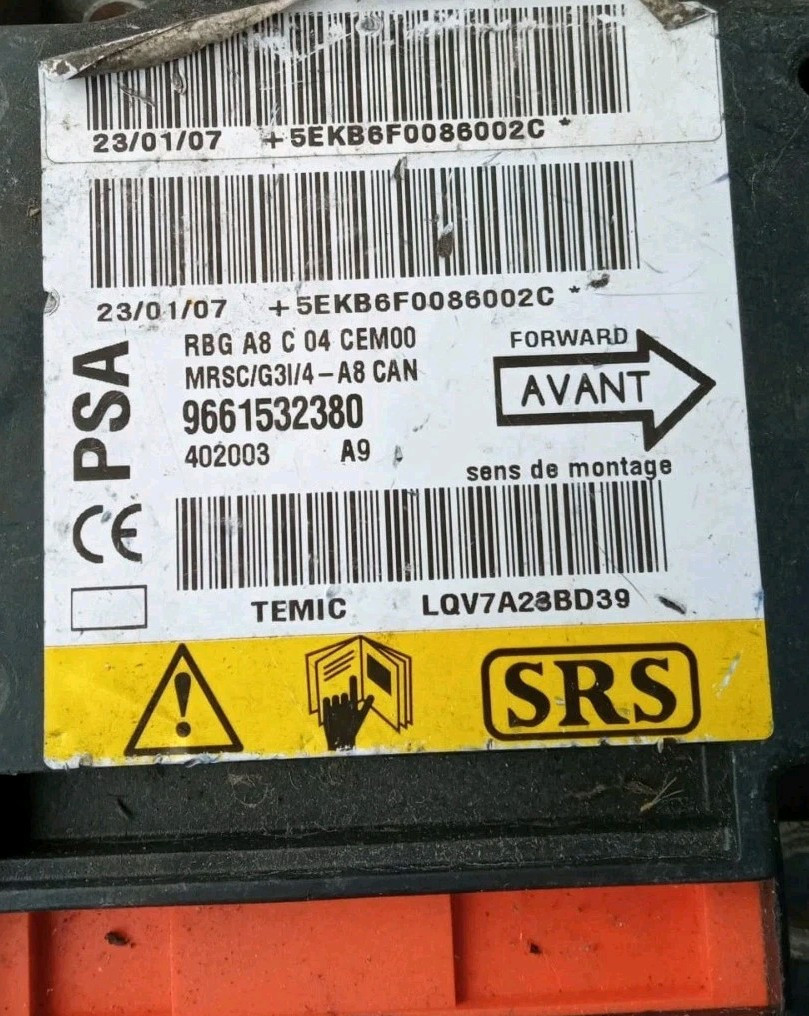 23/01/07 +5EKB6F0086002C *
23/01/07 +5EKB6F0086002C *
RBG A8 C 04 CEM00
MRSC/G3I/4-A8 CAN
9661532380
402003 A9
PSA
CE
FORWARD
AVANT
sens de montage
TEMIC LQV7A23BD39
SRS